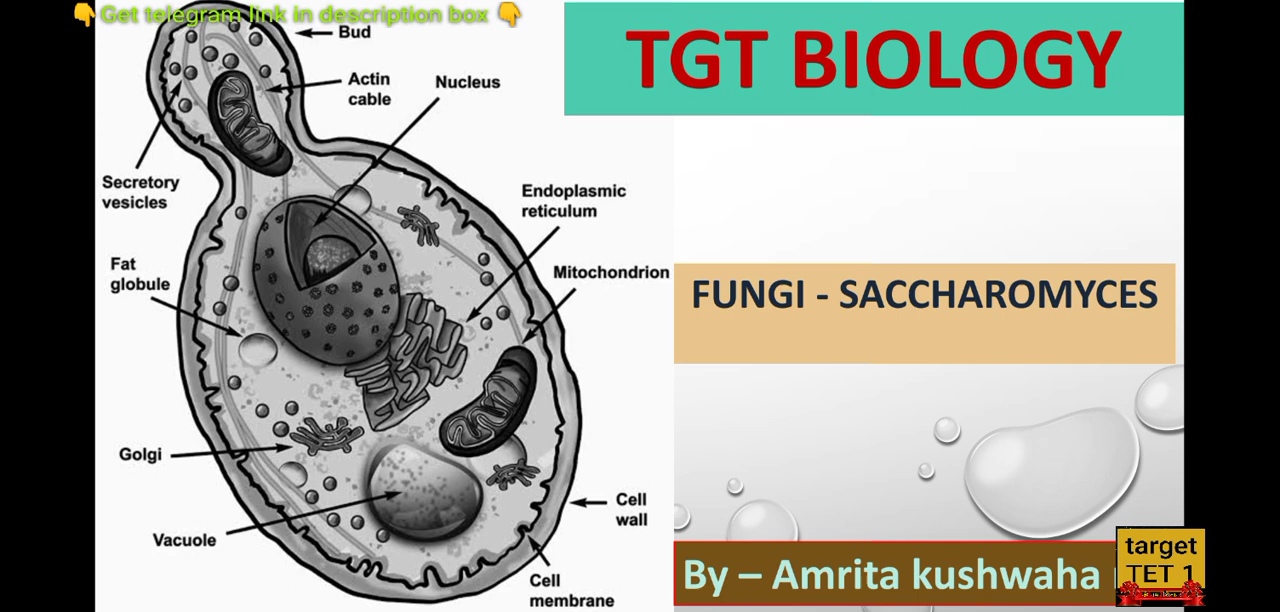 👇Get telegram link in description box 👇
TGT BIOLOGY
Bud
Actin
cable
Nucleus
Secretory
vesicles
Endoplasmic
reticulum
Fat
globule
Mitochondrion
FUNGI - SACCHAROMYCES
Golgi
Vacuole
Cell
wall
Cell
membrane
By – Amrita kushwaha
target
TET 1